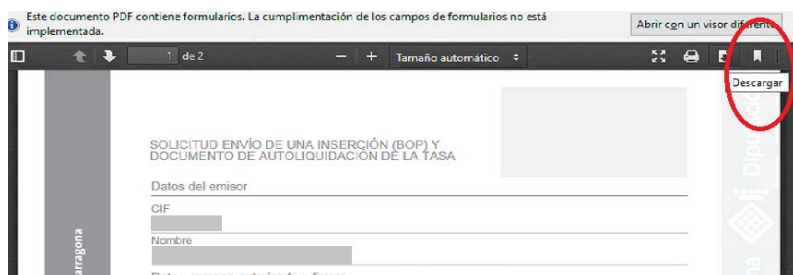 Este documento PDF contiene formularios. La cumplimentación de los campos de formularios no está
implementada.
Abrir con un visor diferente
1 de 2
Tamaño automático
Descargar
SOLICITUD ENVÍO DE UNA INSERCIÓN (BOP) Y
DOCUMENTO DE AUTOLIQUIDACIÓN DE LA TASA
Datos del emisor
CIF
Nombre